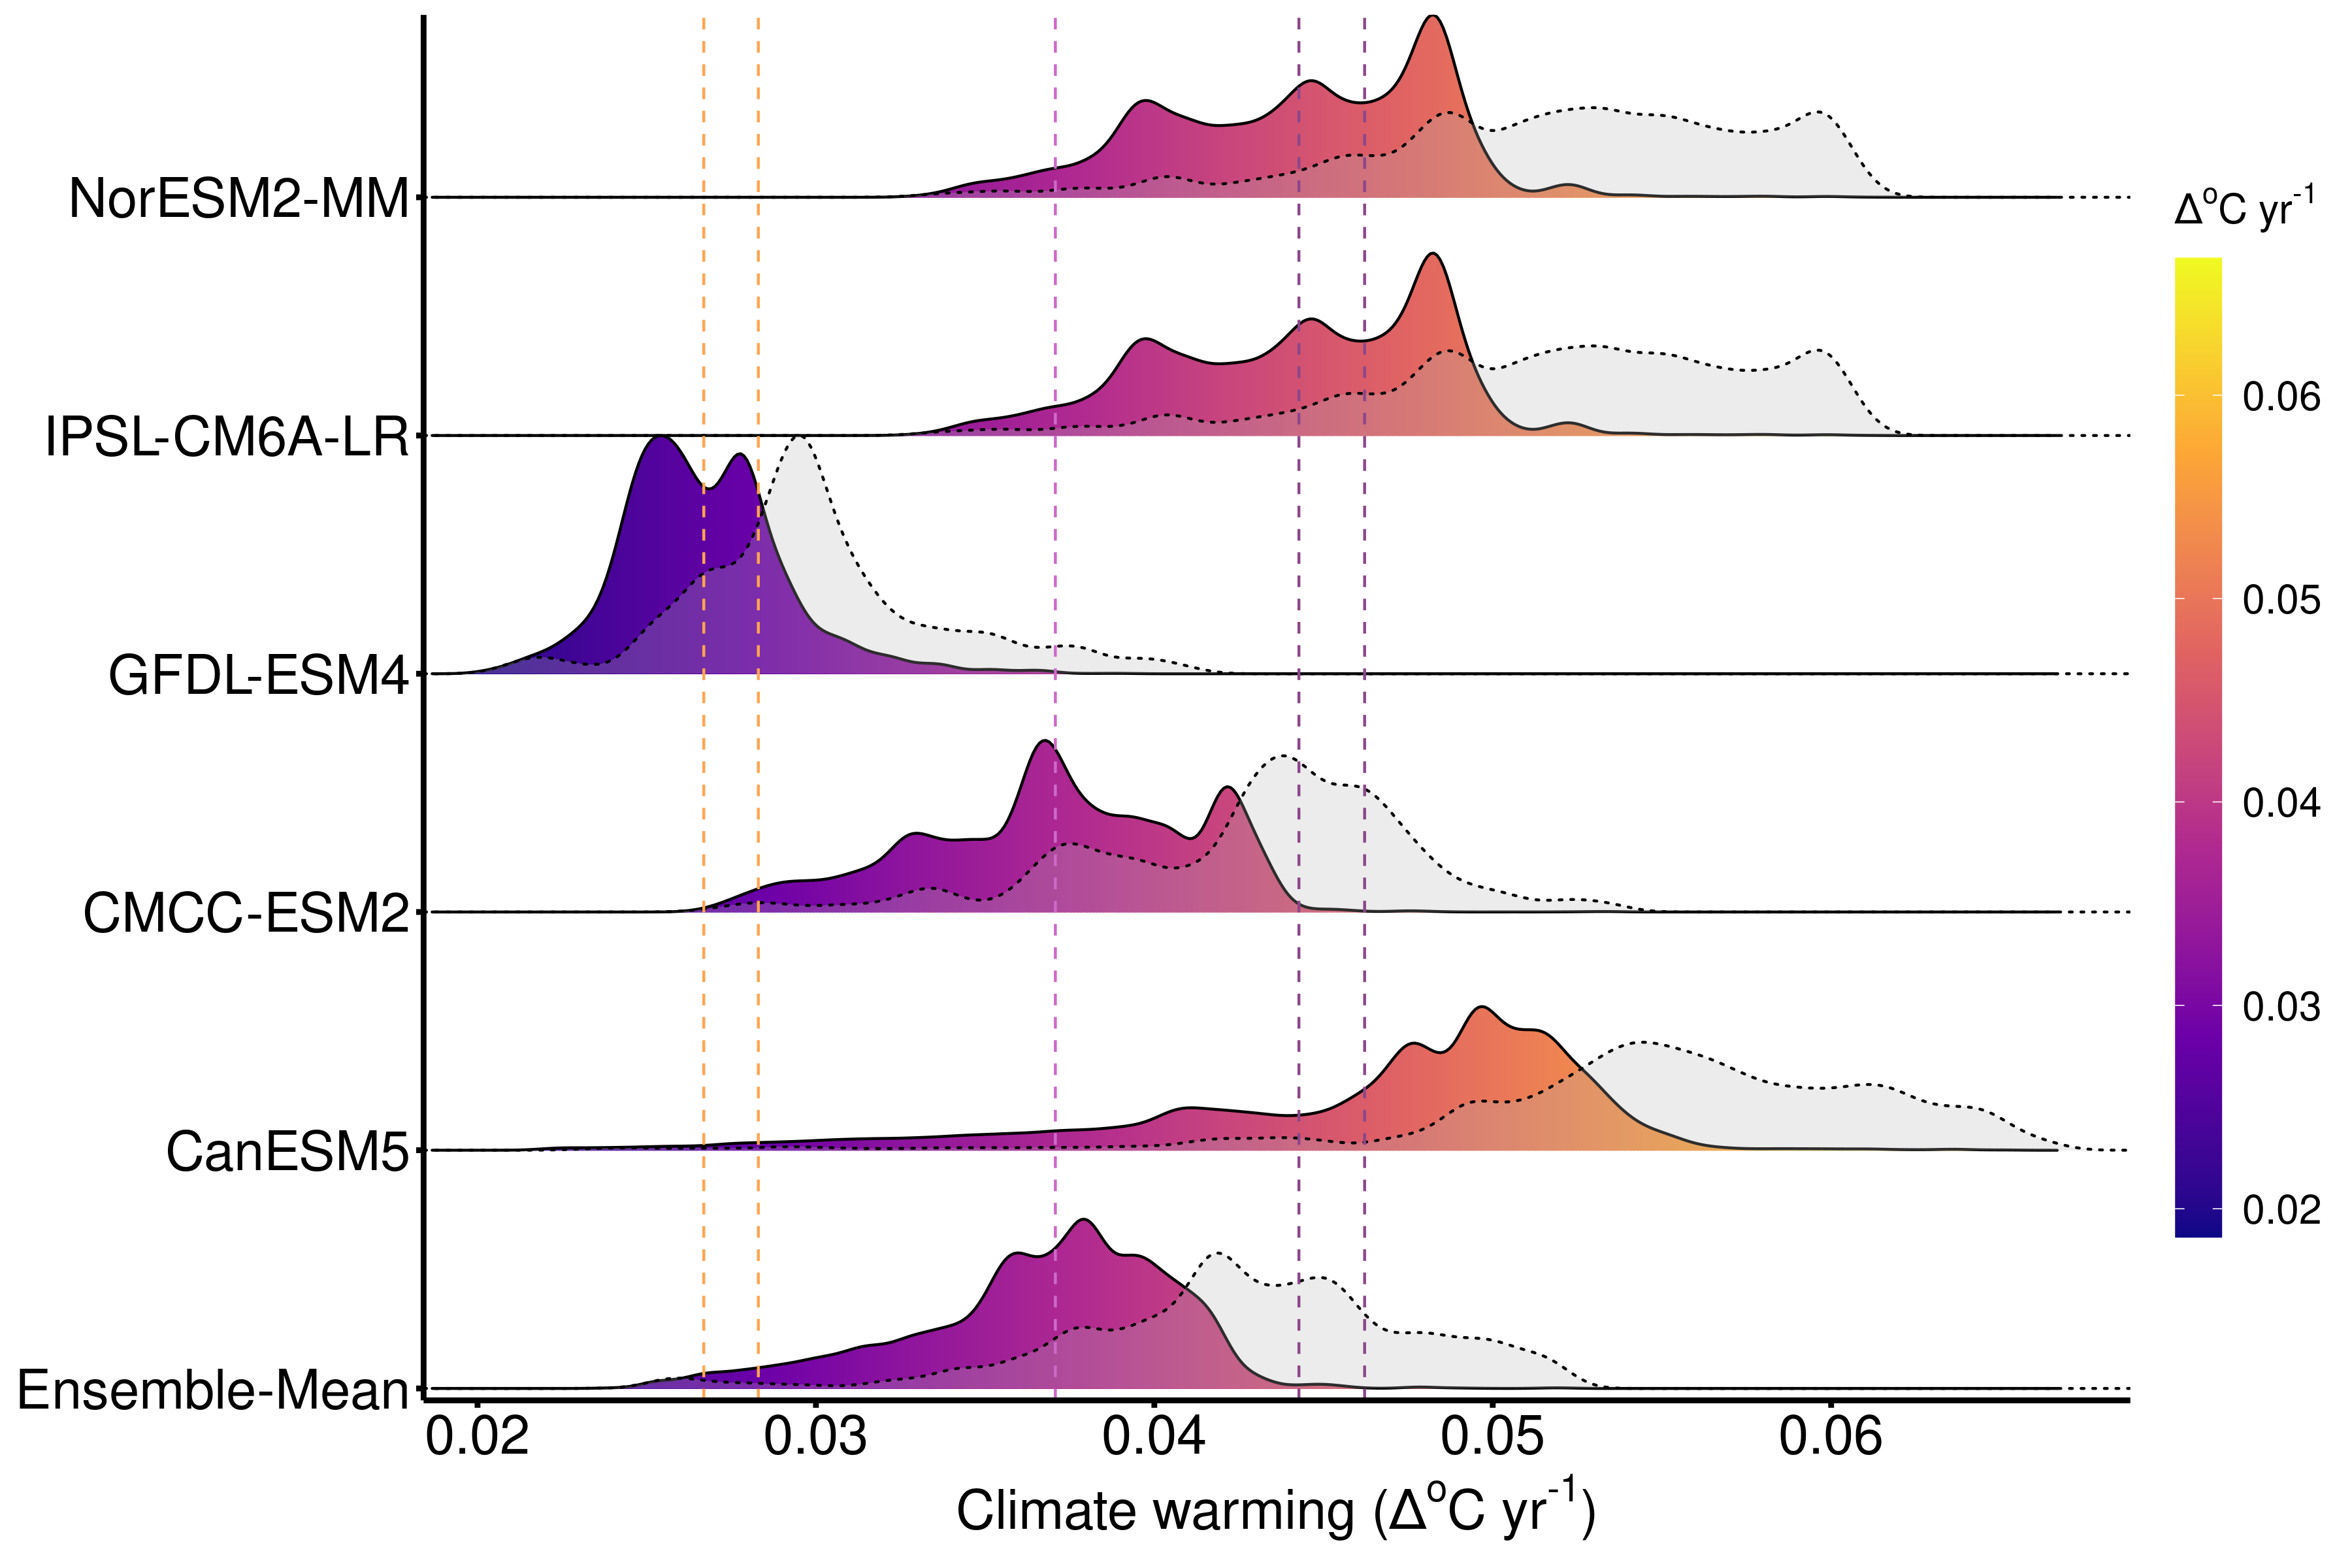 NorESM2-MM
IPSL-CM6A-LR
GFDL-ESM4
CMCC-ESM2
CanESM5
Ensemble-Mean
0.02 0.03 0.04 0.05 0.06
Climate warming (Δ°C yr⁻¹)
Δ°C yr⁻¹
0.06
0.05
0.04
0.03
0.02